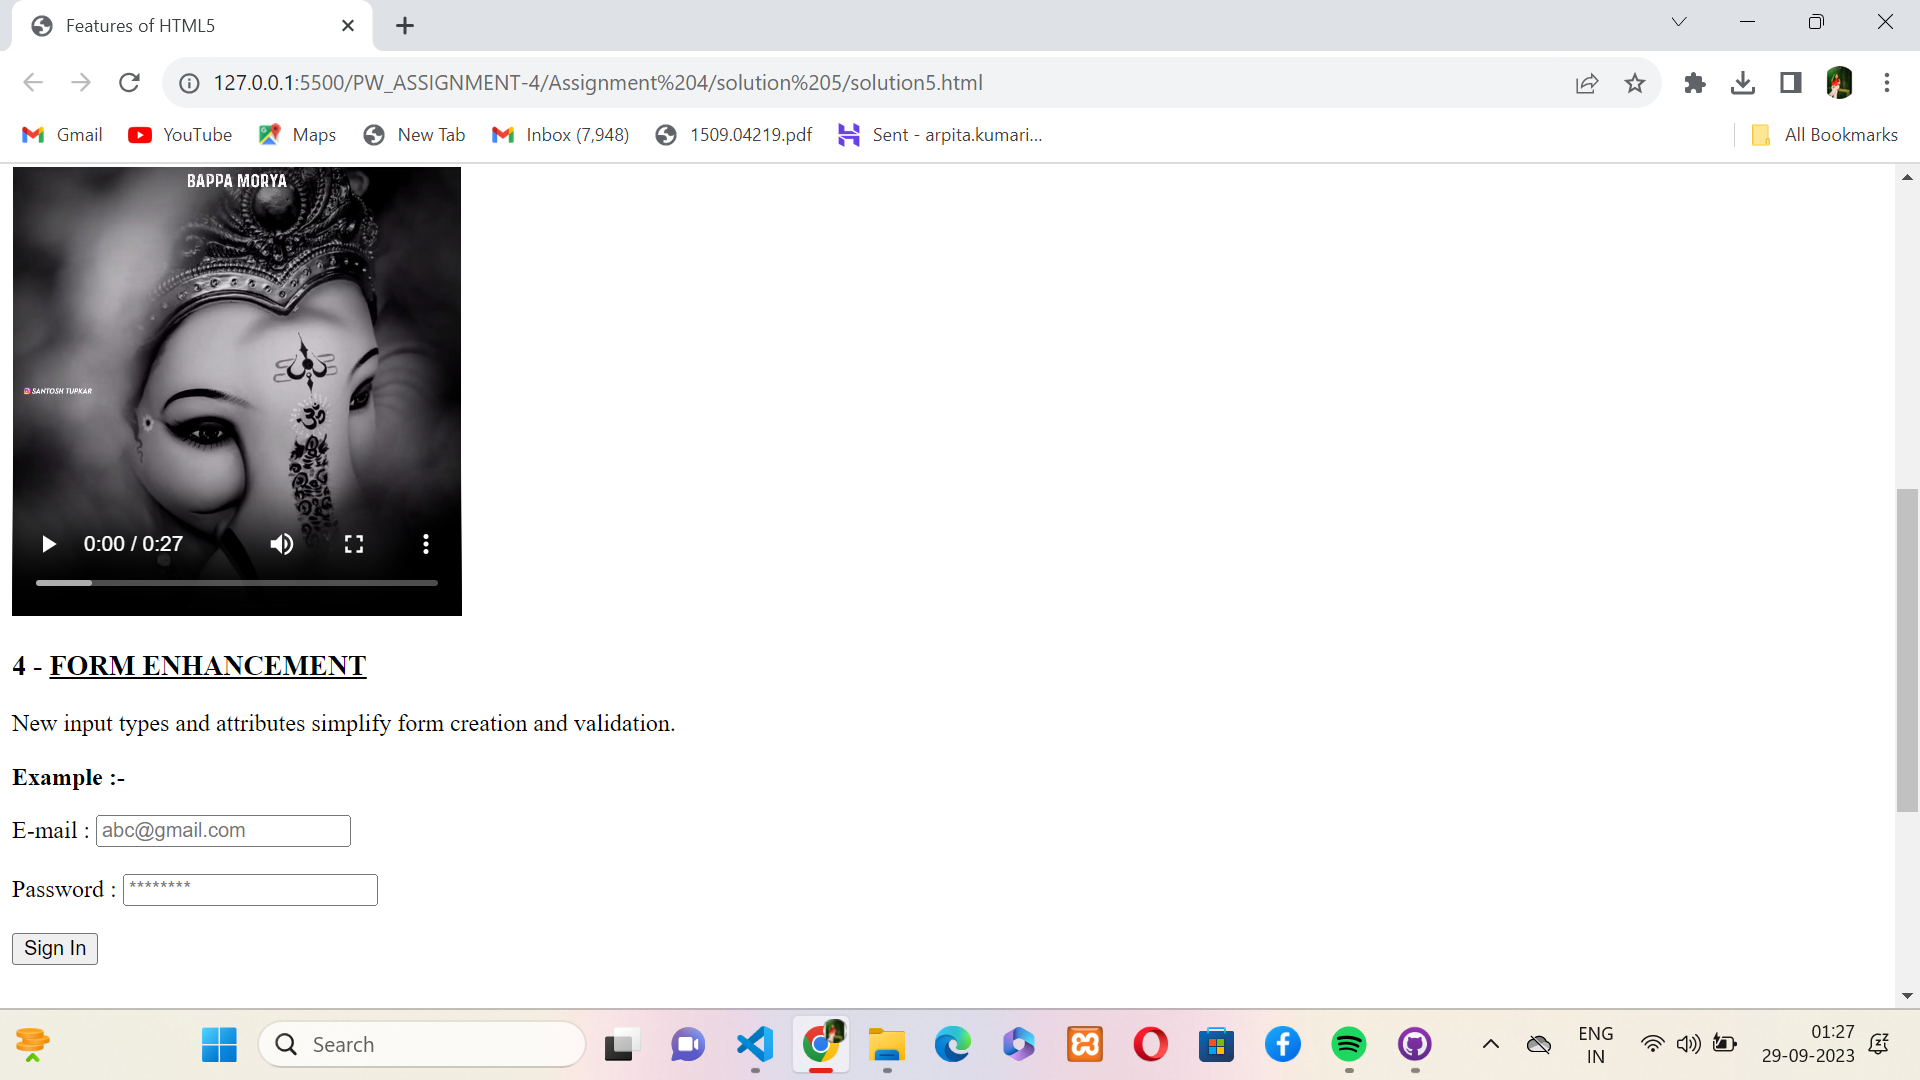 Features of HTML5
127.0.0.1:5500/PW_ASSIGNMENT-4/Assignment%204/solution%205/solution5.html
Gmail YouTube Maps New Tab Inbox (7,948) 1509.04219.pdf Sent - arpita.kumari... All Bookmarks
BAPPA MORYA
SANTOSH TUPKAR
ॐ
0:00 / 0:27
4 - FORM ENHANCEMENT
New input types and attributes simplify form creation and validation.
Example :-
E-mail : abc@gmail.com
Password : ********
Sign In
Search
ENG
IN
01:27
29-09-2023